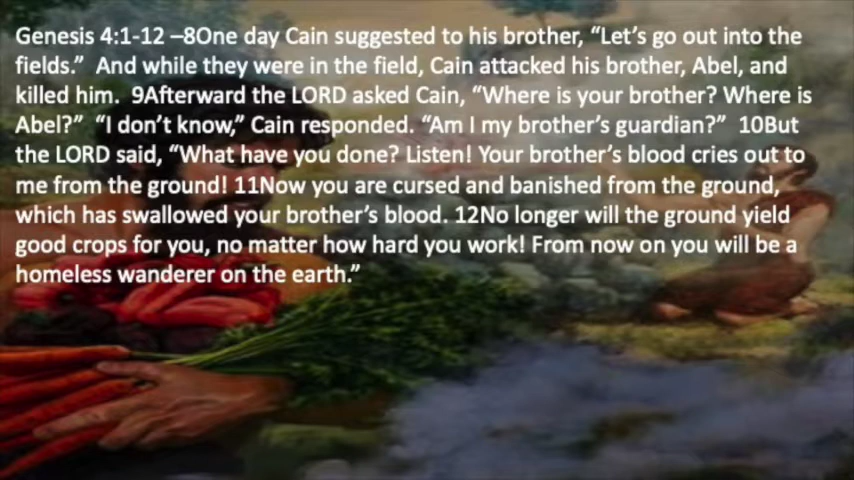 Genesis 4:1-12 –8One day Cain suggested to his brother, “Let’s go out into the
fields.”  And while they were in the field, Cain attacked his brother, Abel, and
killed him.  9Afterward the LORD asked Cain, “Where is your brother? Where is
Abel?”  “I don’t know,” Cain responded. “Am I my brother’s guardian?”  10But
the LORD said, “What have you done? Listen! Your brother’s blood cries out to
me from the ground! 11Now you are cursed and banished from the ground,
which has swallowed your brother’s blood. 12No longer will the ground yield
good crops for you, no matter how hard you work! From now on you will be a
homeless wanderer on the earth.”